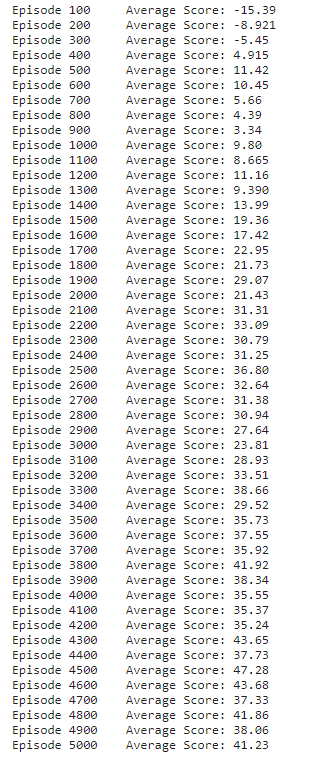 Episode 100 Average Score: -15.39
Episode 200 Average Score: -8.921
Episode 300 Average Score: -5.45
Episode 400 Average Score: 4.915
Episode 500 Average Score: 11.42
Episode 600 Average Score: 10.45
Episode 700 Average Score: 5.66
Episode 800 Average Score: 4.39
Episode 900 Average Score: 3.34
Episode 1000 Average Score: 9.80
Episode 1100 Average Score: 8.665
Episode 1200 Average Score: 11.16
Episode 1300 Average Score: 9.390
Episode 1400 Average Score: 13.99
Episode 1500 Average Score: 19.36
Episode 1600 Average Score: 17.42
Episode 1700 Average Score: 22.95
Episode 1800 Average Score: 21.73
Episode 1900 Average Score: 29.07
Episode 2000 Average Score: 21.43
Episode 2100 Average Score: 31.31
Episode 2200 Average Score: 33.09
Episode 2300 Average Score: 30.79
Episode 2400 Average Score: 31.25
Episode 2500 Average Score: 36.80
Episode 2600 Average Score: 32.64
Episode 2700 Average Score: 31.38
Episode 2800 Average Score: 30.94
Episode 2900 Average Score: 27.64
Episode 3000 Average Score: 23.81
Episode 3100 Average Score: 28.93
Episode 3200 Average Score: 33.51
Episode 3300 Average Score: 38.66
Episode 3400 Average Score: 29.52
Episode 3500 Average Score: 35.73
Episode 3600 Average Score: 37.55
Episode 3700 Average Score: 35.92
Episode 3800 Average Score: 41.92
Episode 3900 Average Score: 38.34
Episode 4000 Average Score: 35.55
Episode 4100 Average Score: 35.37
Episode 4200 Average Score: 35.24
Episode 4300 Average Score: 43.65
Episode 4400 Average Score: 37.73
Episode 4500 Average Score: 47.28
Episode 4600 Average Score: 43.68
Episode 4700 Average Score: 37.33
Episode 4800 Average Score: 41.86
Episode 4900 Average Score: 38.06
Episode 5000 Average Score: 41.23